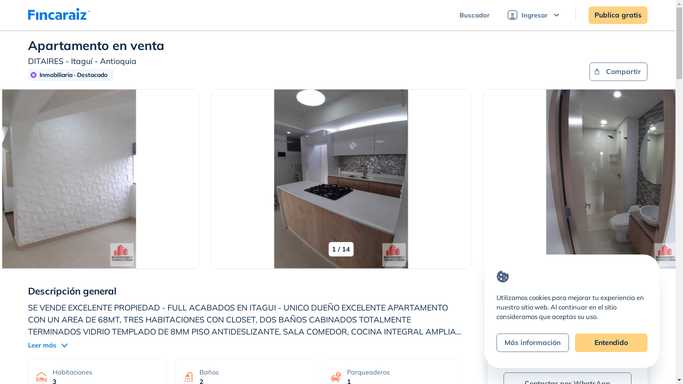 Fincaraiz
Buscador
Ingresar
Publica gratis
Apartamento en venta
DITAIRES - Itaguí - Antioquia
Inmobiliaria · Destacado
Compartir
1 / 14
Descripción general
SE VENDE EXCELENTE PROPIEDAD - FULL ACABADOS EN ITAGUI - UNICO DUEÑO EXCELENTE APARTAMENTO
CON UN AREA DE 68MT, TRES HABITACIONES CON CLOSET, DOS BAÑOS CABINADOS TOTALMENTE
TERMINADOS VIDRIO TEMPLADO DE 8MM PISO ANTIDESLIZANTE, SALA COMEDOR, COCINA INTEGRAL AMPLIA...
Leer más
Habitaciones
3
Baños
2
Parqueaderos
1
Utilizamos cookies para mejorar tu experiencia en
nuestro sitio web. Al continuar en el sitio
consideramos que aceptas su uso.
Más información
Entendido
Contactar por WhatsApp